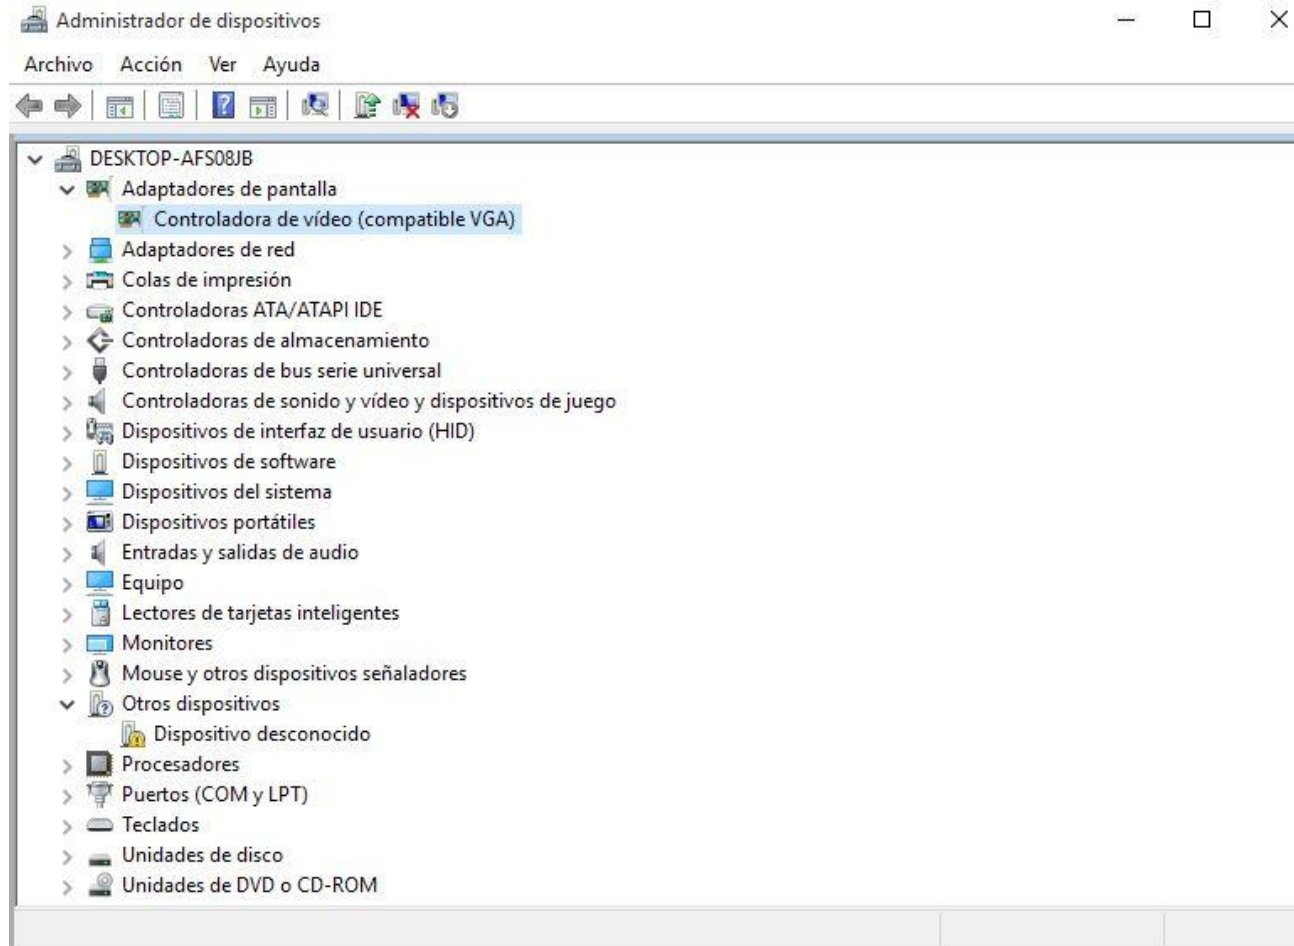 Administrador de dispositivos
Archivo Acción Ver Ayuda
DESKTOP-AFS08JB
Adaptadores de pantalla
Controladora de vídeo (compatible VGA)
Adaptadores de red
Colas de impresión
Controladoras ATA/ATAPI IDE
Controladoras de almacenamiento
Controladoras de bus serie universal
Controladoras de sonido y vídeo y dispositivos de juego
Dispositivos de interfaz de usuario (HID)
Dispositivos de software
Dispositivos del sistema
Dispositivos portátiles
Entradas y salidas de audio
Equipo
Lectores de tarjetas inteligentes
Monitores
Mouse y otros dispositivos señaladores
Otros dispositivos
Dispositivo desconocido
Procesadores
Puertos (COM y LPT)
Teclados
Unidades de disco
Unidades de DVD o CD-ROM